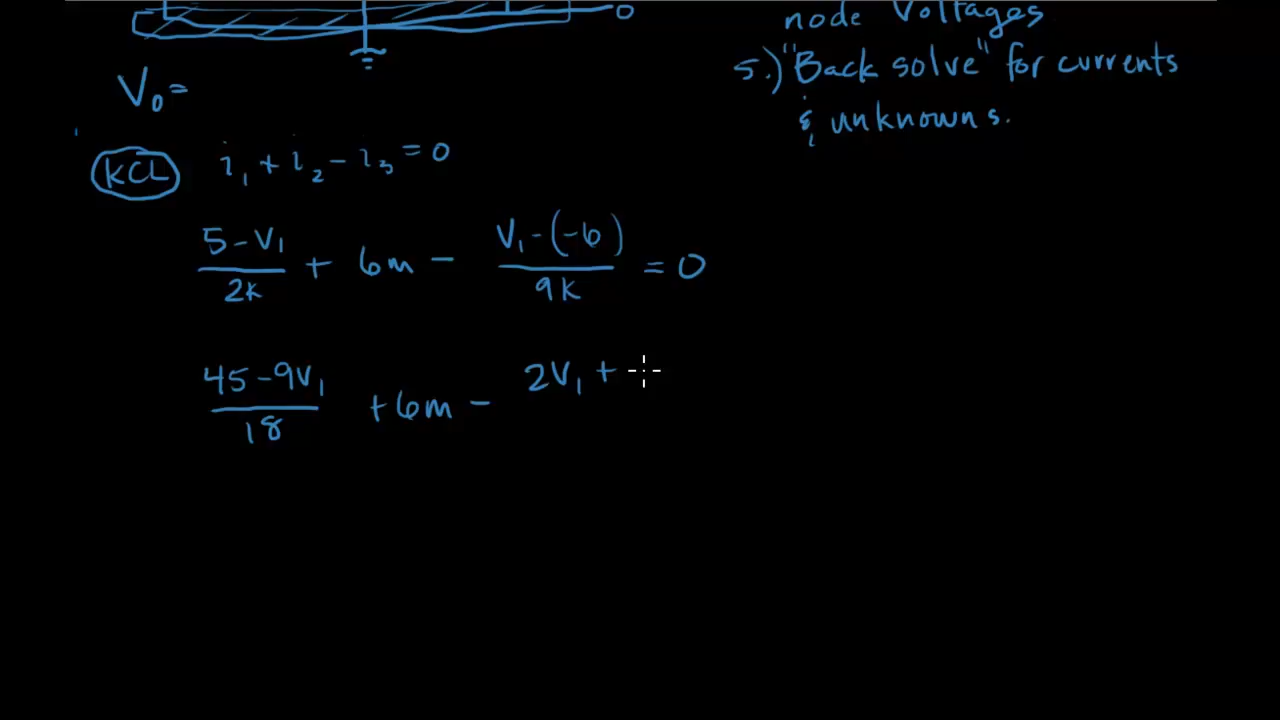 0
node Voltages
5.) "Back solve" for currents
& unknowns.
V₀ =
KCL i₁ + i₂ - i₃ = 0
(5 - V₁)/2k + 6m - (V₁ - (-6))/9k = 0
(45 - 9V₁)/18 + 6m - 2V₁ +